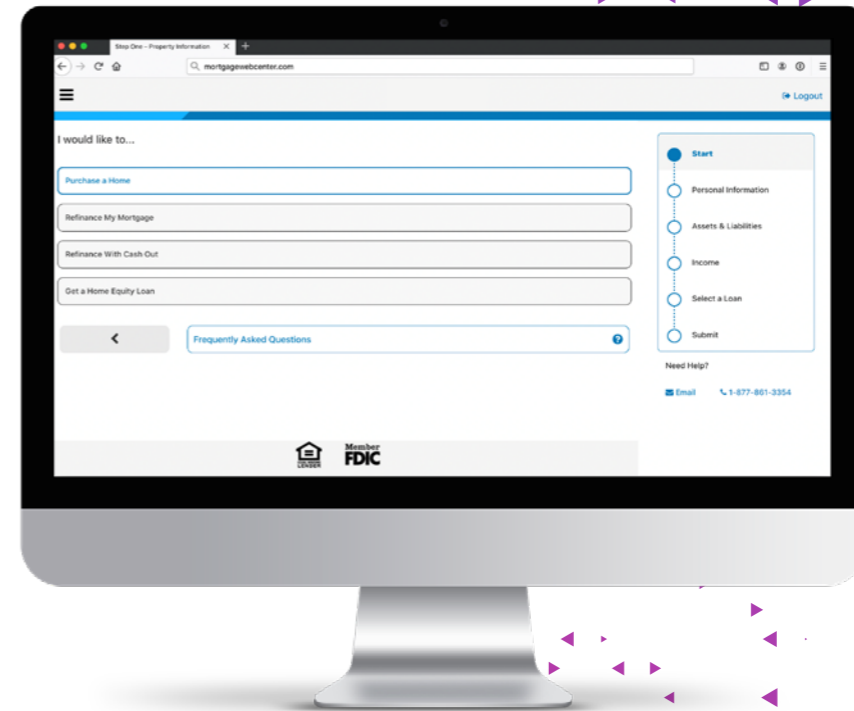 Step One - Property Information
mortgagewebcenter.com
Logout
I would like to...
Purchase a Home
Refinance My Mortgage
Refinance With Cash Out
Get a Home Equity Loan
Frequently Asked Questions
Start
Personal Information
Assets & Liabilities
Income
Select a Loan
Submit
Need Help?
Email 1-877-861-3354
LENDER
Member
FDIC